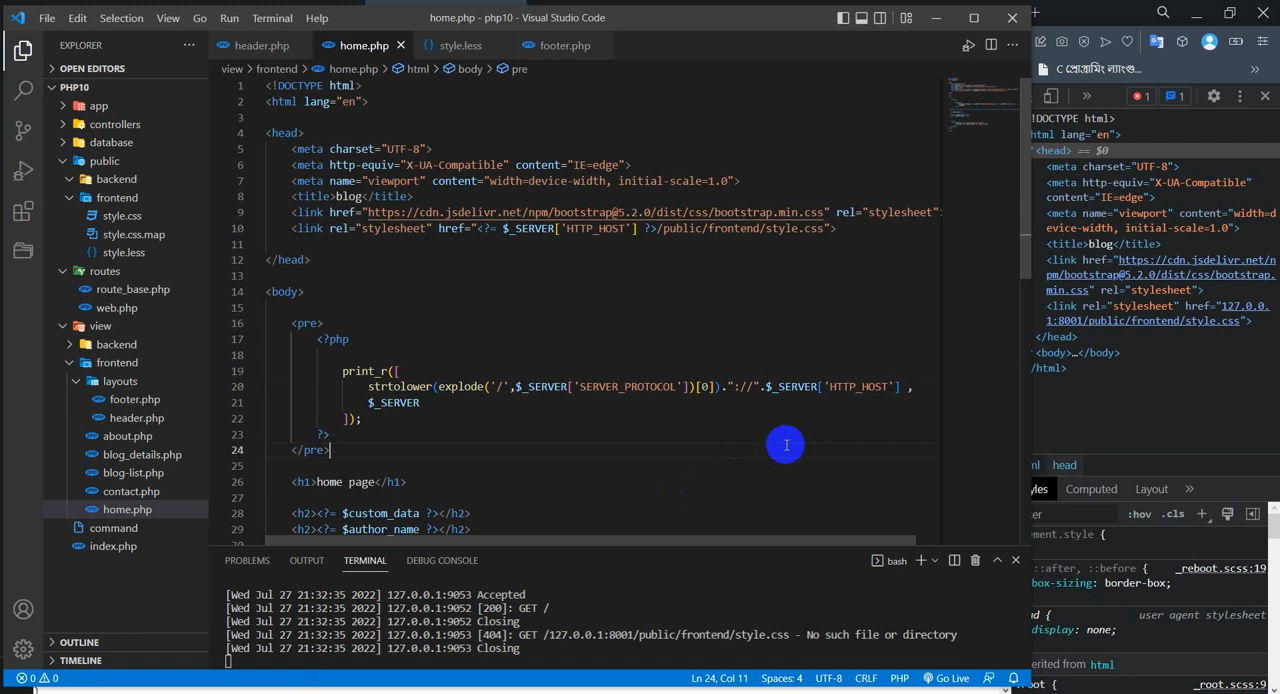 File Edit Selection View Go Run Terminal Help
home.php - php10 - Visual Studio Code
EXPLORER
OPEN EDITORS
PHP10
app
controllers
database
public
backend
frontend
style.css
style.css.map
style.less
routes
route_base.php
web.php
view
backend
frontend
layouts
footer.php
header.php
about.php
blog_details.php
blog-list.php
contact.php
home.php
command
index.php
OUTLINE
TIMELINE
header.php home.php style.less footer.php
view > frontend > home.php > html > body > pre
1 <!DOCTYPE html>
2 <html lang="en">
3
4 <head>
5 <meta charset="UTF-8">
6 <meta http-equiv="X-UA-Compatible" content="IE=edge">
7 <meta name="viewport" content="width=device-width, initial-scale=1.0">
8 <title>blog</title>
9 <link href="https://cdn.jsdelivr.net/npm/bootstrap@5.2.0/dist/css/bootstrap.min.css" rel="stylesheet">
10 <link rel="stylesheet" href="<?= $_SERVER['HTTP_HOST'] ?>/public/frontend/style.css">
11
12 </head>
13
14 <body>
15
16 <pre>
17 <?php
18
19 print_r([
20 strtolower(explode('/',$_SERVER['SERVER_PROTOCOL'])[0])."://".$_SERVER['HTTP_HOST'] ,
21 $_SERVER
22 ]);
23 ?>
24 </pre>
25
26 <h1>home page</h1>
27
28 <h2><?= $custom_data ?></h2>
29 <h2><?= $author_name ?></h2>
PROBLEMS OUTPUT TERMINAL DEBUG CONSOLE
bash
[Wed Jul 27 21:32:35 2022] 127.0.0.1:9053 Accepted
[Wed Jul 27 21:32:35 2022] 127.0.0.1:9052 [200]: GET /
[Wed Jul 27 21:32:35 2022] 127.0.0.1:9052 Closing
[Wed Jul 27 21:32:35 2022] 127.0.0.1:9053 [404]: GET /127.0.0.1:8001/public/frontend/style.css - No such file or directory
[Wed Jul 27 21:32:35 2022] 127.0.0.1:9053 Closing
0 0
Ln 24, Col 11 Spaces: 4 UTF-8 CRLF PHP Go Live
C প্রোগ্রামিং ল্যাংগু...
1 1
!DOCTYPE html>
html lang="en">
<head> == $0
<meta charset="UTF-8">
<meta http-equiv="X-UA-Compatible"
content="IE=edge">
<meta name="viewport" content="width=d
evice-width, initial-scale=1.0">
<title>blog</title>
<link href="https://cdn.jsdelivr.net/n
pm/bootstrap@5.2.0/dist/css/bootstrap.
min.css" rel="stylesheet">
<link rel="stylesheet" href="127.0.0.
1:8001/public/frontend/style.css">
</head>
<body>…</body>
/html>
ml head
yles Computed Layout
ter :hov .cls
ement.style {
::after, ::before { _reboot.scss:19
box-sizing: border-box;
ad { user agent stylesheet
display: none;
herited from html
root { _root.scss:9